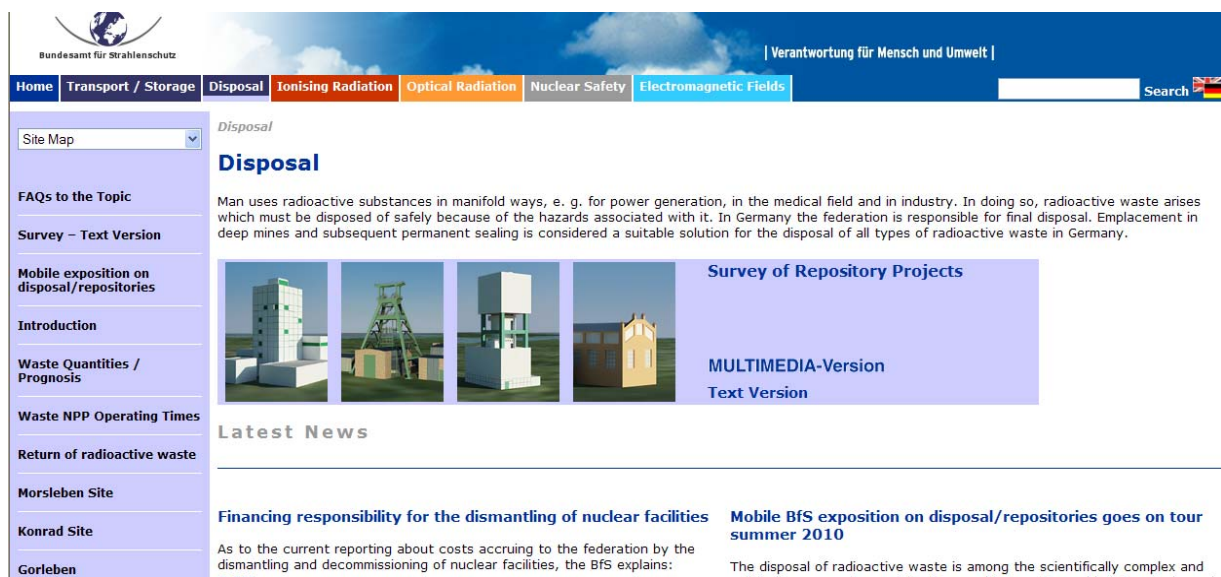 Bundesamt für Strahlenschutz
| Verantwortung für Mensch und Umwelt |
Home Transport / Storage Disposal Ionising Radiation Optical Radiation Nuclear Safety Electromagnetic Fields
Search
Site Map
FAQs to the Topic
Survey – Text Version
Mobile exposition on
disposal/repositories
Introduction
Waste Quantities /
Prognosis
Waste NPP Operating Times
Return of radioactive waste
Morsleben Site
Konrad Site
Gorleben
Disposal
Disposal
Man uses radioactive substances in manifold ways, e. g. for power generation, in the medical field and in industry. In doing so, radioactive waste arises
which must be disposed of safely because of the hazards associated with it. In Germany the federation is responsible for final disposal. Emplacement in
deep mines and subsequent permanent sealing is considered a suitable solution for the disposal of all types of radioactive waste in Germany.
Survey of Repository Projects
MULTIMEDIA-Version
Text Version
Latest News
Financing responsibility for the dismantling of nuclear facilities
As to the current reporting about costs accruing to the federation by the
dismantling and decommissioning of nuclear facilities, the BfS explains:
Mobile BfS exposition on disposal/repositories goes on tour
summer 2010
The disposal of radioactive waste is among the scientifically complex and